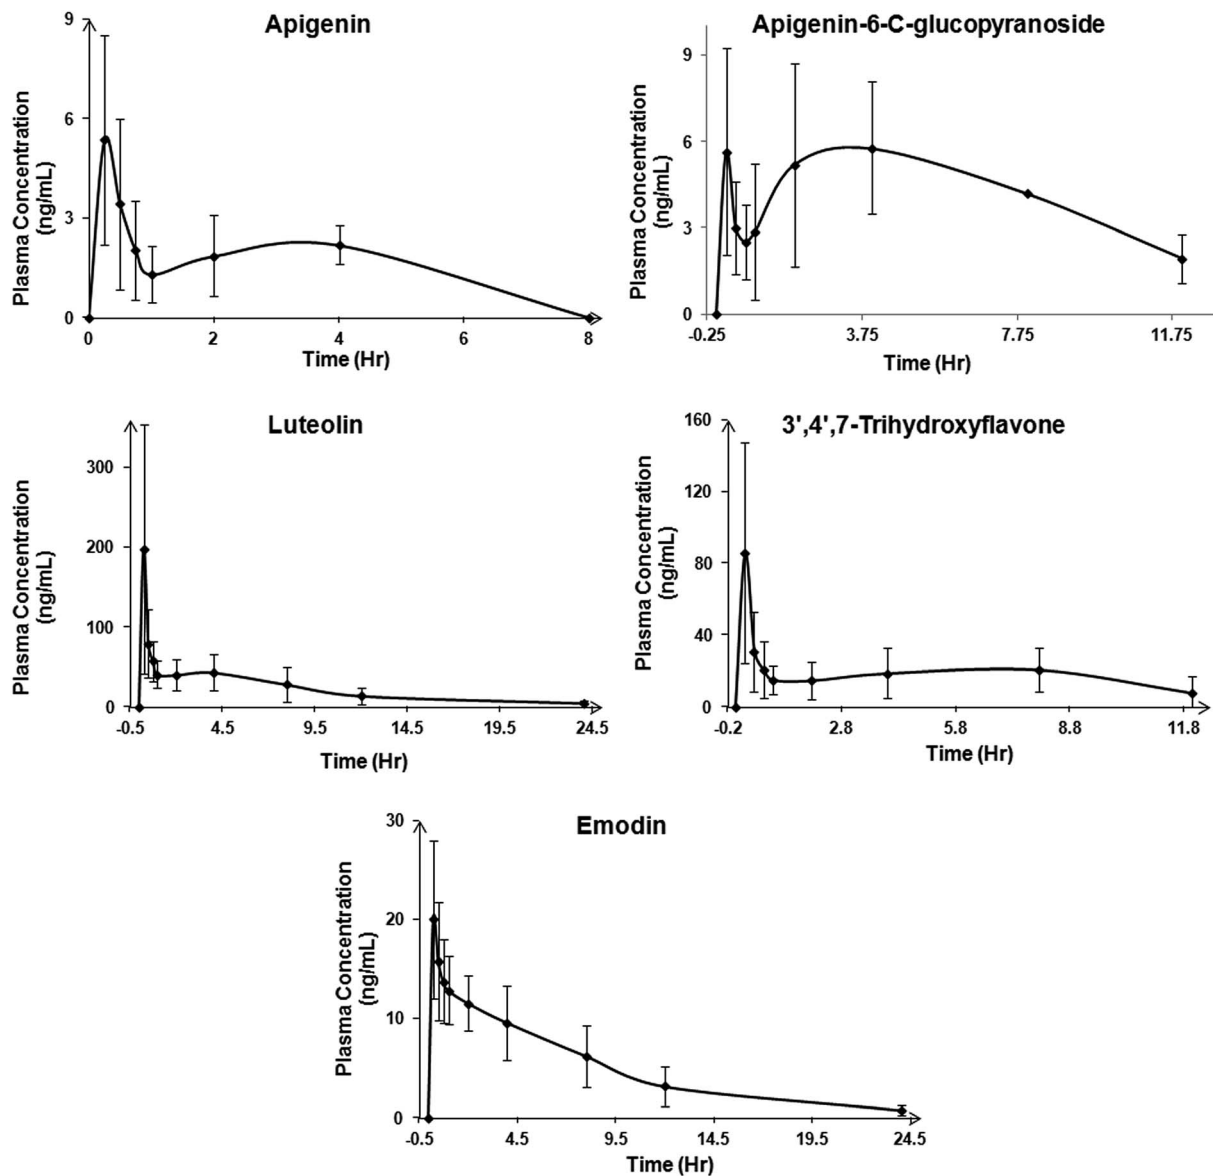 Apigenin
9
6
3
0
Plasma Concentration
(ng/mL)
0 2 4 6 8
Time (Hr)
Apigenin-6-C-glucopyranoside
9
6
3
0
Plasma Concentration
(ng/mL)
-0.25 3.75 7.75 11.75
Time (Hr)
Luteolin
300
200
100
0
Plasma Concentration
(ng/mL)
-0.5 4.5 9.5 14.5 19.5 24.5
Time (Hr)
3',4',7-Trihydroxyflavone
160
120
80
40
0
Plasma Concentration
(ng/mL)
-0.2 2.8 5.8 8.8 11.8
Time (Hr)
Emodin
30
20
10
0
Plasma Concentration
(ng/mL)
-0.5 4.5 9.5 14.5 19.5 24.5
Time (Hr)